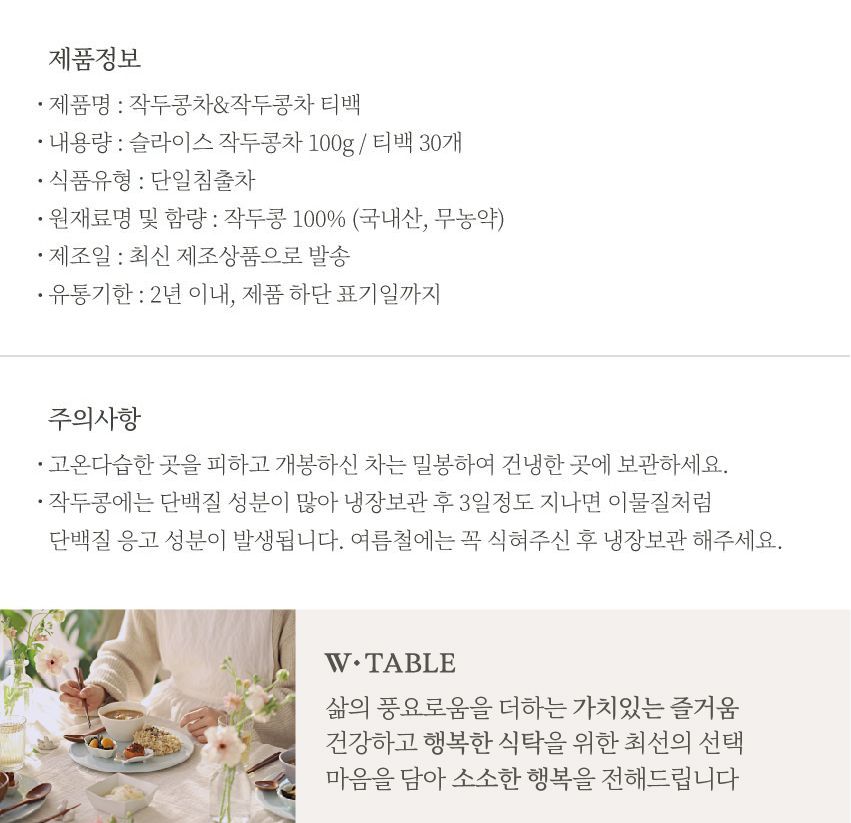 제품정보
· 제품명 : 작두콩차&작두콩차 티백
· 내용량 : 슬라이스 작두콩차 100g / 티백 30개
· 식품유형 : 단일침출차
· 원재료명 및 함량 : 작두콩 100% (국내산, 무농약)
· 제조일 : 최신 제조상품으로 발송
· 유통기한 : 2년 이내, 제품 하단 표기일까지
주의사항
· 고온다습한 곳을 피하고 개봉하신 차는 밀봉하여 건냉한 곳에 보관하세요.
· 작두콩에는 단백질 성분이 많아 냉장보관 후 3일정도 지나면 이물질처럼
단백질 응고 성분이 발생됩니다. 여름철에는 꼭 식혀주신 후 냉장보관 해주세요.
W·TABLE
삶의 풍요로움을 더하는 가치있는 즐거움
건강하고 행복한 식탁을 위한 최선의 선택
마음을 담아 소소한 행복을 전해드립니다